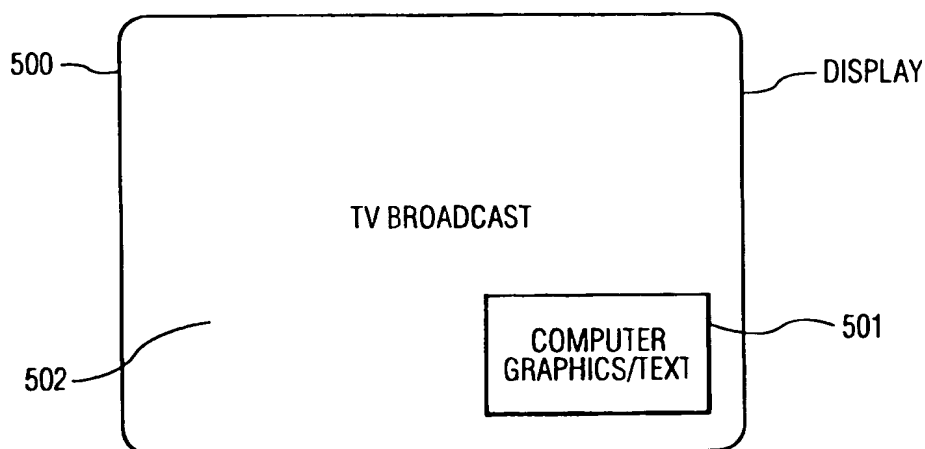 500
DISPLAY
TV BROADCAST
COMPUTER
GRAPHICS/TEXT
501
502